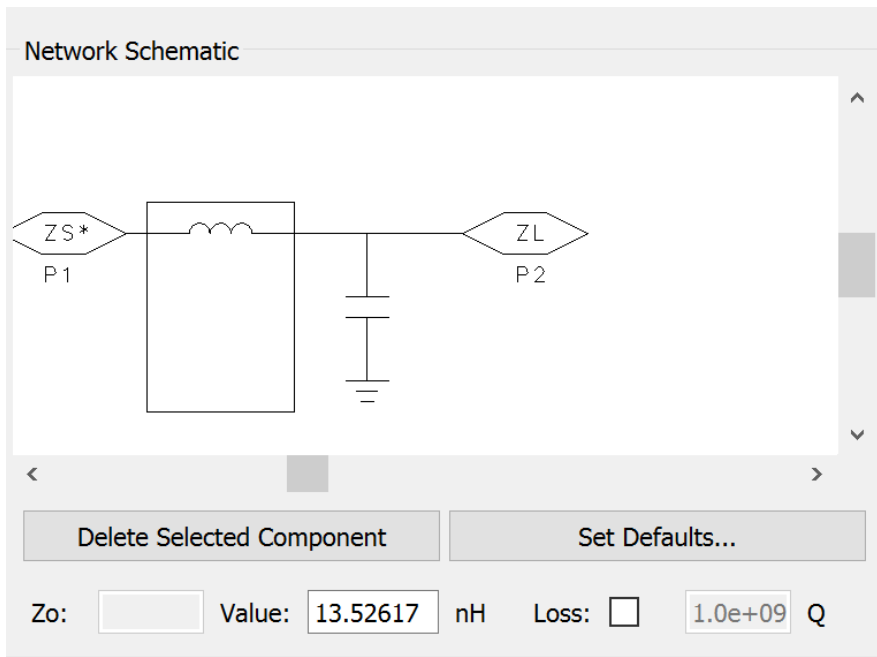 Network Schematic
ZS* ZL
P1 P2
Delete Selected Component Set Defaults...
Zo: Value: 13.52617 nH Loss: 1.0e+09 Q